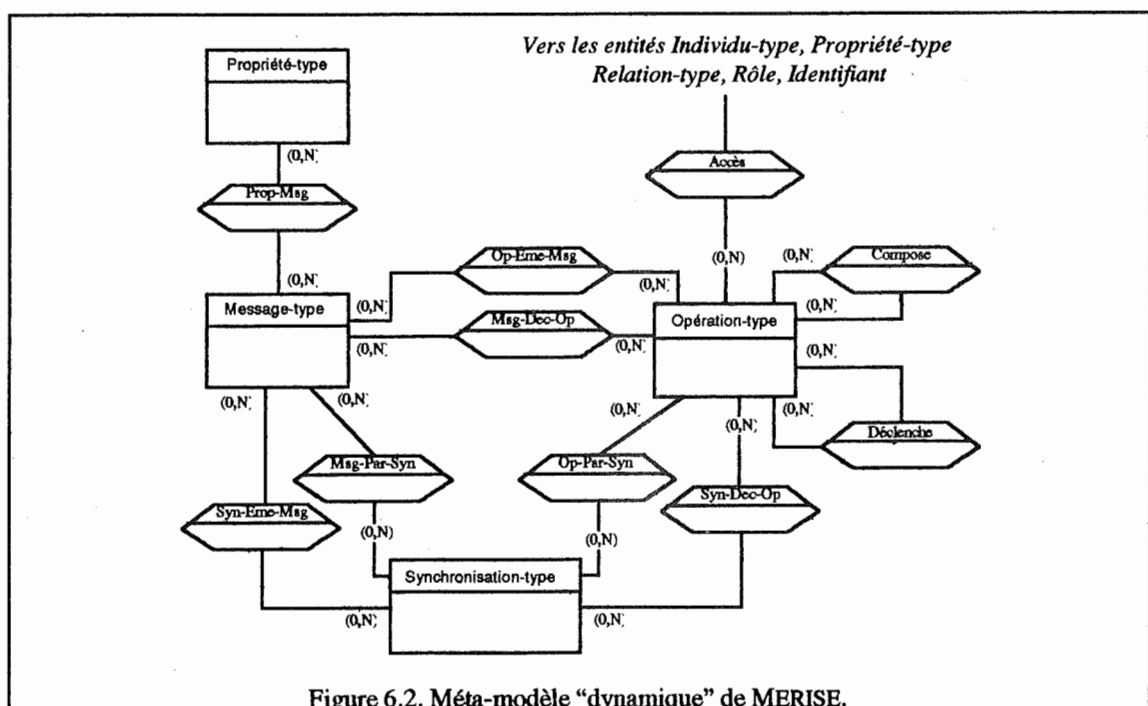 Vers les entités Individu-type, Propriété-type
Relation-type, Rôle, Identifiant
Propriété-type
(0,N)
Accès
Prop-Msg
(0,N)
Op-Eme-Msg
(0,N)
(0,N)
Compose
(0,N)
(0,N)
(0,N)
Message-type
Msg-Dec-Op
Opération-type
(0,N)
(0,N)
(0,N)
(0,N)
(0,N)
(0,N)
(0,N)
(0,N)
(0,N)
Déclenche
Msg-Par-Syn
Op-Par-Syn
Syn-Dec-Op
Syn-Eme-Msg
(0,N)
(0,N)
Synchronisation-type
(0,N)
(0,N)
Figure 6.2. Méta-modèle “dynamique” de MERISE.